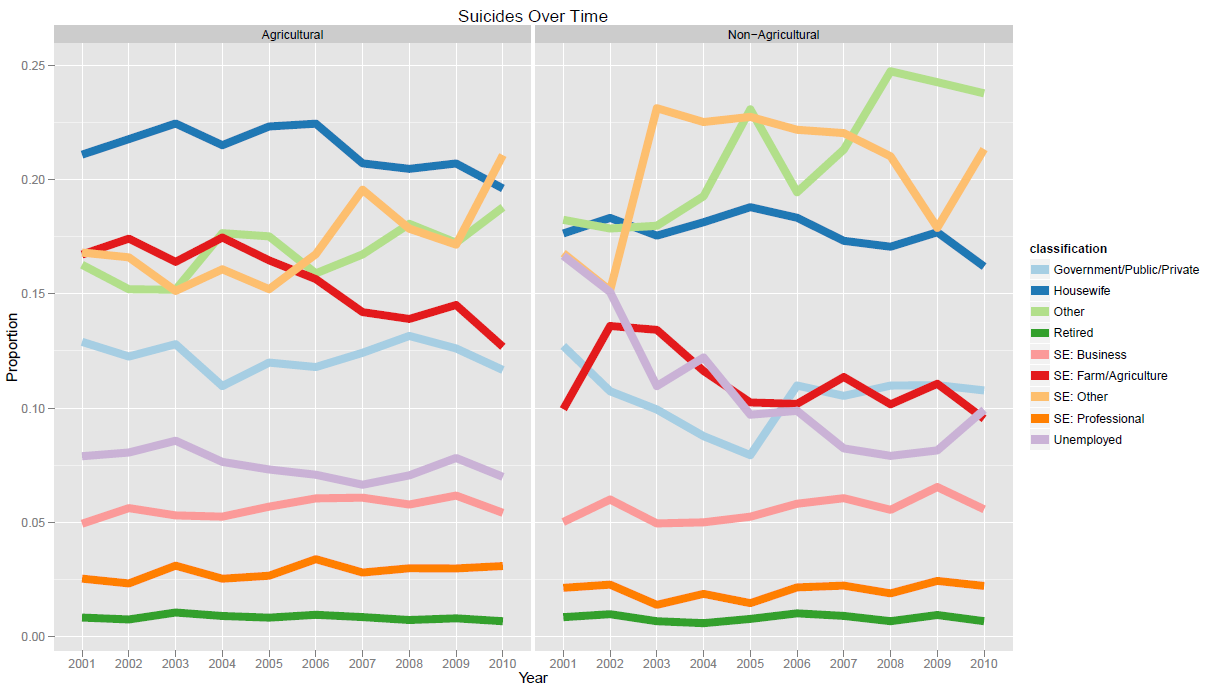 Suicides Over Time
Agricultural
Non−Agricultural
0.25
0.20
0.15
0.10
0.05
0.00
Proportion
2001 2002 2003 2004 2005 2006 2007 2008 2009 2010
2001 2002 2003 2004 2005 2006 2007 2008 2009 2010
Year
classification
Government/Public/Private
Housewife
Other
Retired
SE: Business
SE: Farm/Agriculture
SE: Other
SE: Professional
Unemployed